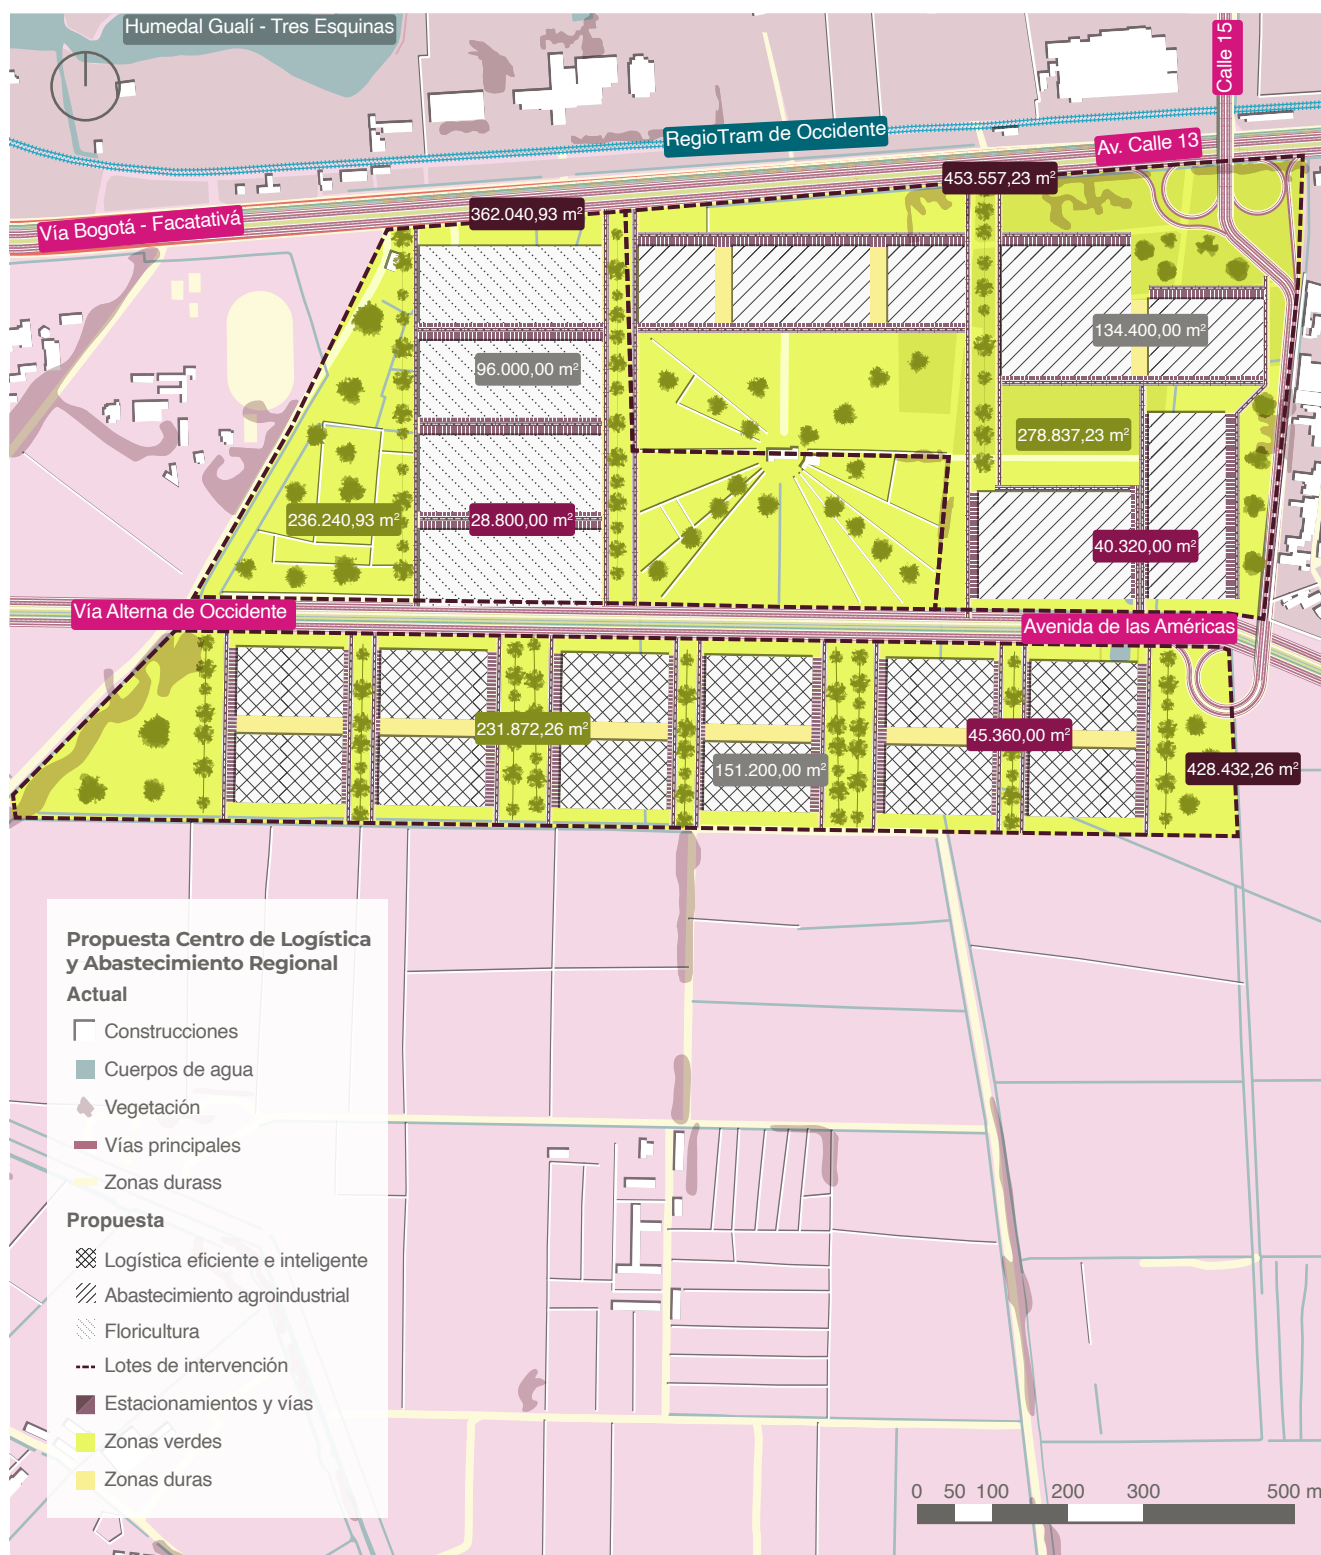 Humedal Gualí - Tres Esquinas
Calle 15
RegioTram de Occidente
Av. Calle 13
453.557,23 m²
362.040,93 m²
Vía Bogotá - Facatativá
134.400,00 m²
96.000,00 m²
278.837,23 m²
236.240,93 m²
28.800,00 m²
40.320,00 m²
Vía Alterna de Occidente
Avenida de las Américas
231.872,26 m²
45.360,00 m²
151.200,00 m²
428.432,26 m²
Propuesta Centro de Logística
y Abastecimiento Regional
Actual
Construcciones
Cuerpos de agua
Vegetación
Vías principales
Zonas durass
Propuesta
Logística eficiente e inteligente
Abastecimiento agroindustrial
Floricultura
Lotes de intervención
Estacionamientos y vías
Zonas verdes
Zonas duras
0 50 100 200 300 500 m